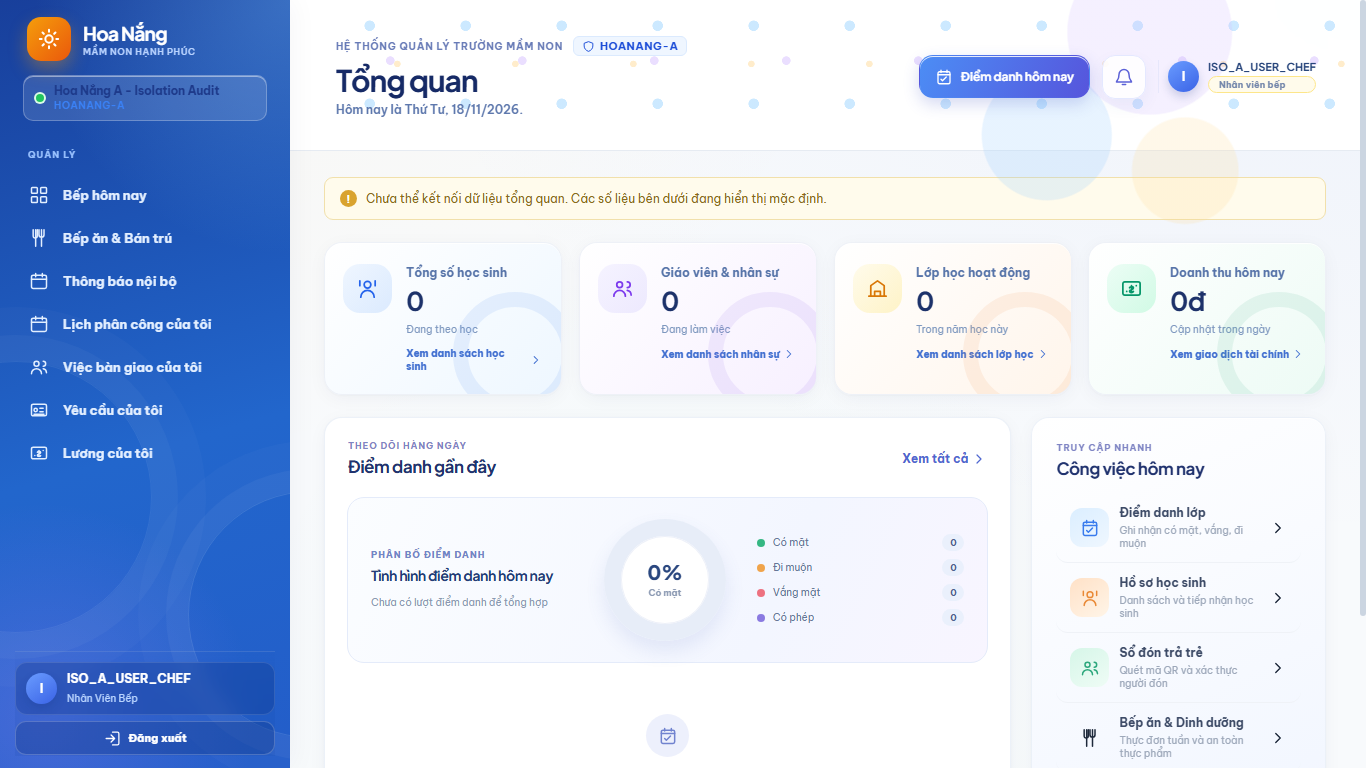 Hoa Nắng
MẦM NON HẠNH PHÚC
Hoa Nắng A - Isolation Audit
HOANANG-A
QUẢN LÝ
Bếp hôm nay
Bếp ăn & Bán trú
Thông báo nội bộ
Lịch phân công của tôi
Việc bàn giao của tôi
Yêu cầu của tôi
Lương của tôi
I
ISO_A_USER_CHEF
Nhân Viên Bếp
Đăng xuất
HỆ THỐNG QUẢN LÝ TRƯỜNG MẦM NON
HOANANG-A
Tổng quan
Hôm nay là Thứ Tư, 18/11/2026.
Điểm danh hôm nay
I
ISO_A_USER_CHEF
Nhân viên bếp
Chưa thể kết nối dữ liệu tổng quan. Các số liệu bên dưới đang hiển thị mặc định.
Tổng số học sinh
0
Đang theo học
Xem danh sách học
sinh
Giáo viên & nhân sự
0
Đang làm việc
Xem danh sách nhân sự
Lớp học hoạt động
0
Trong năm học này
Xem danh sách lớp học
Doanh thu hôm nay
0đ
Cập nhật trong ngày
Xem giao dịch tài chính
THEO DÕI HÀNG NGÀY
Điểm danh gần đây
Xem tất cả
PHÂN BỐ ĐIỂM DANH
Tình hình điểm danh hôm nay
Chưa có lượt điểm danh để tổng hợp
0%
Có mặt
Có mặt 0
Đi muộn 0
Vắng mặt 0
Có phép 0
TRUY CẬP NHANH
Công việc hôm nay
Điểm danh lớp
Ghi nhận có mặt, vắng, đi
muộn
Hồ sơ học sinh
Danh sách và tiếp nhận học
sinh
Sổ đón trả trẻ
Quét mã QR và xác thực
người đón
Bếp ăn & Dinh dưỡng
Thực đơn tuần và an toàn
thực phẩm